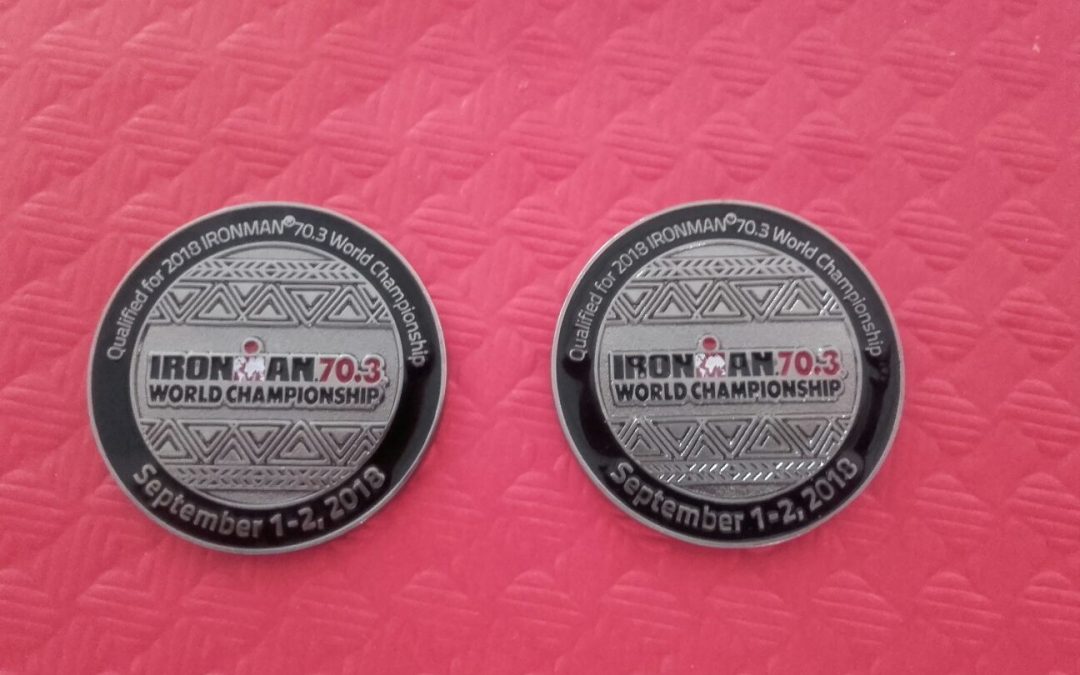 Qualified for 2018 IRONMAN® 70.3 World Championship
IRONMAN 70.3
WORLD CHAMPIONSHIP
September 1-2, 2018
Qualified for 2018 IRONMAN® 70.3 World Championship
IRONMAN 70.3
WORLD CHAMPIONSHIP
September 1-2, 2018